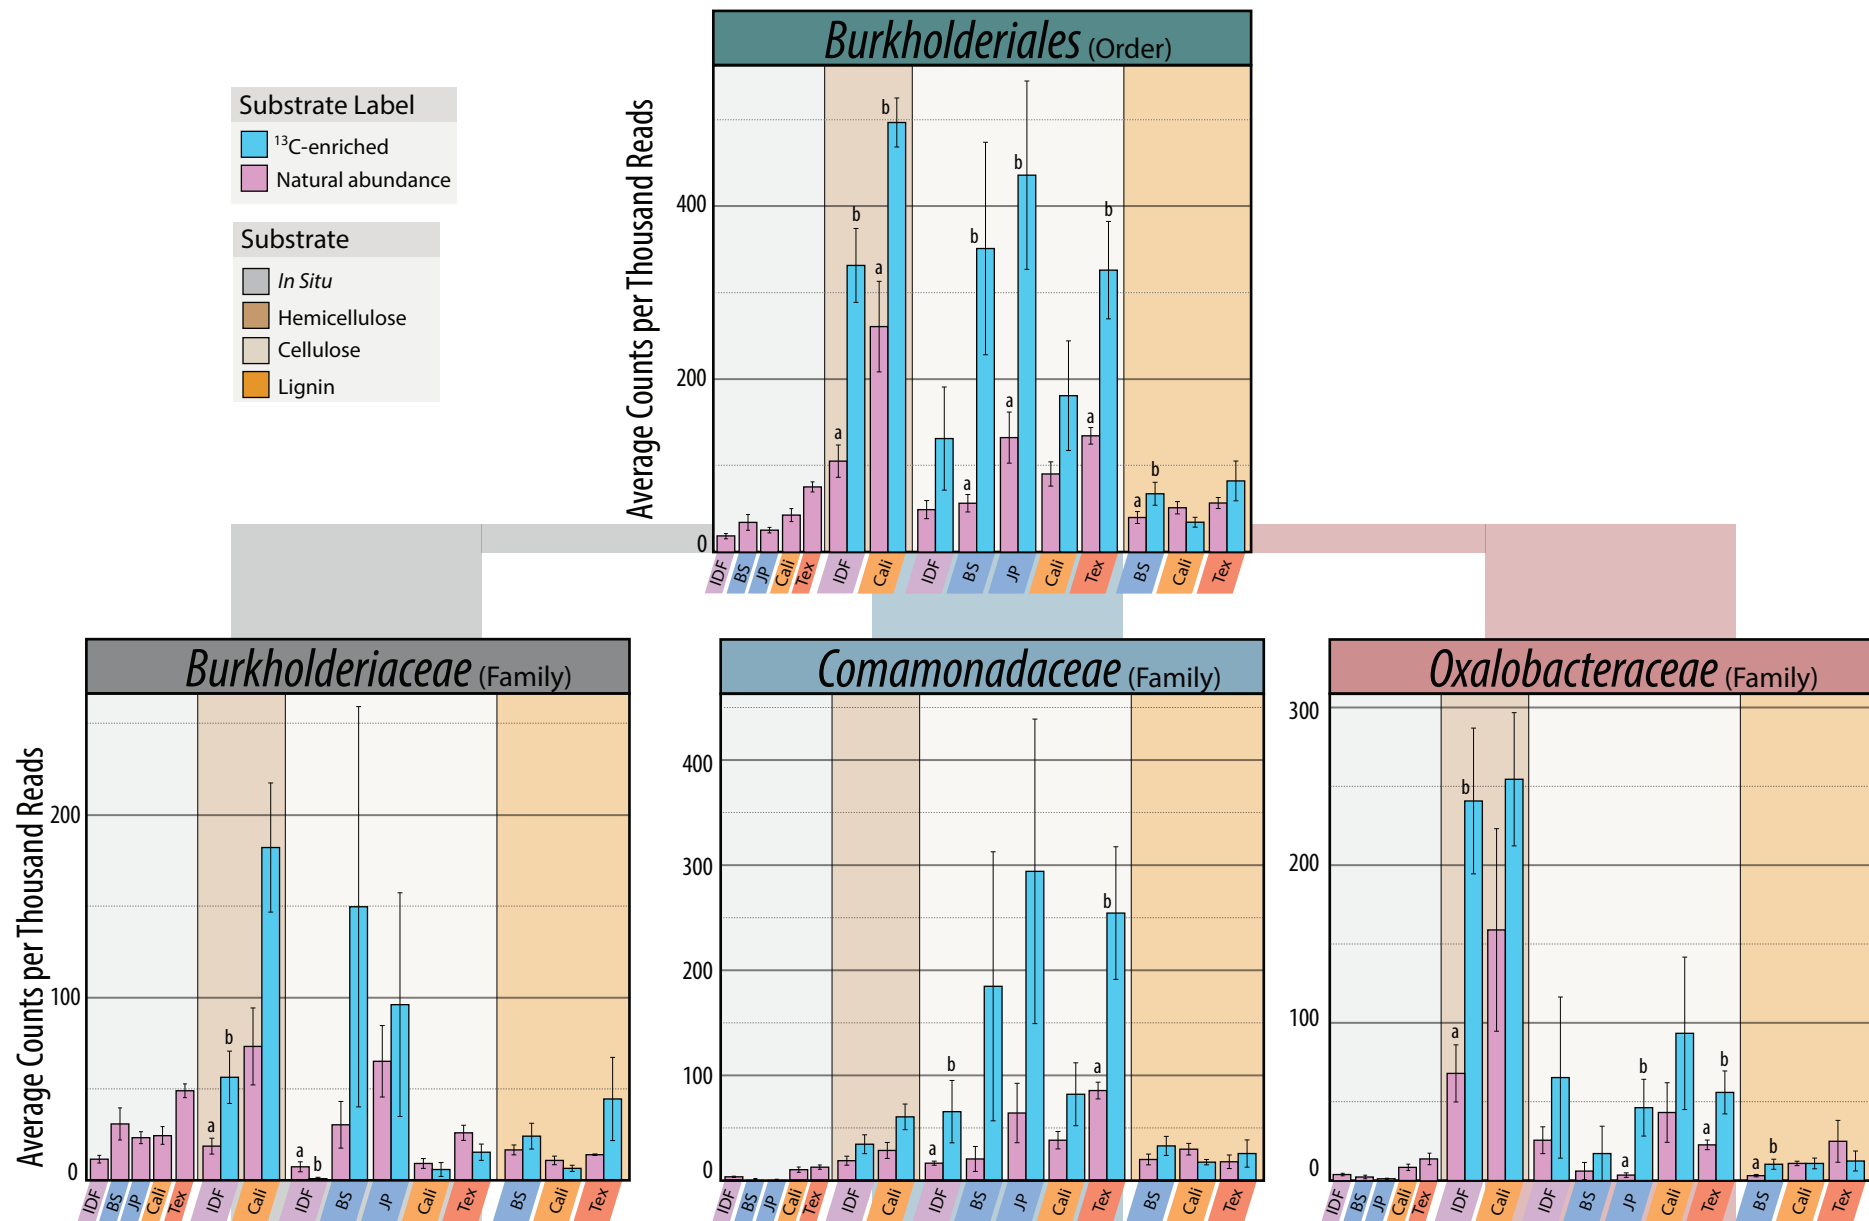 Burkholderiales (Order)
Substrate Label
¹³C-enriched
Natural abundance
Substrate
In Situ
Hemicellulose
Cellulose
Lignin
Average Counts per Thousand Reads
400
200
0
a b a b a b a b a b a b
IDF BS JP Cali Tex IDF Cali IDF BS JP Cali Tex BS Cali Tex
Burkholderiaceae (Family)
Average Counts per Thousand Reads
200
100
0
a b a b
IDF BS JP Cali Tex IDF Cali IDF BS JP Cali Tex BS Cali Tex
Comamonadaceae (Family)
400
300
200
100
0
a b a b
IDF BS JP Cali Tex IDF Cali IDF BS JP Cali Tex BS Cali Tex
Oxalobacteraceae (Family)
300
200
100
0
a b a b a b a b
IDF BS JP Cali Tex IDF Cali IDF BS JP Cali Tex BS Cali Tex